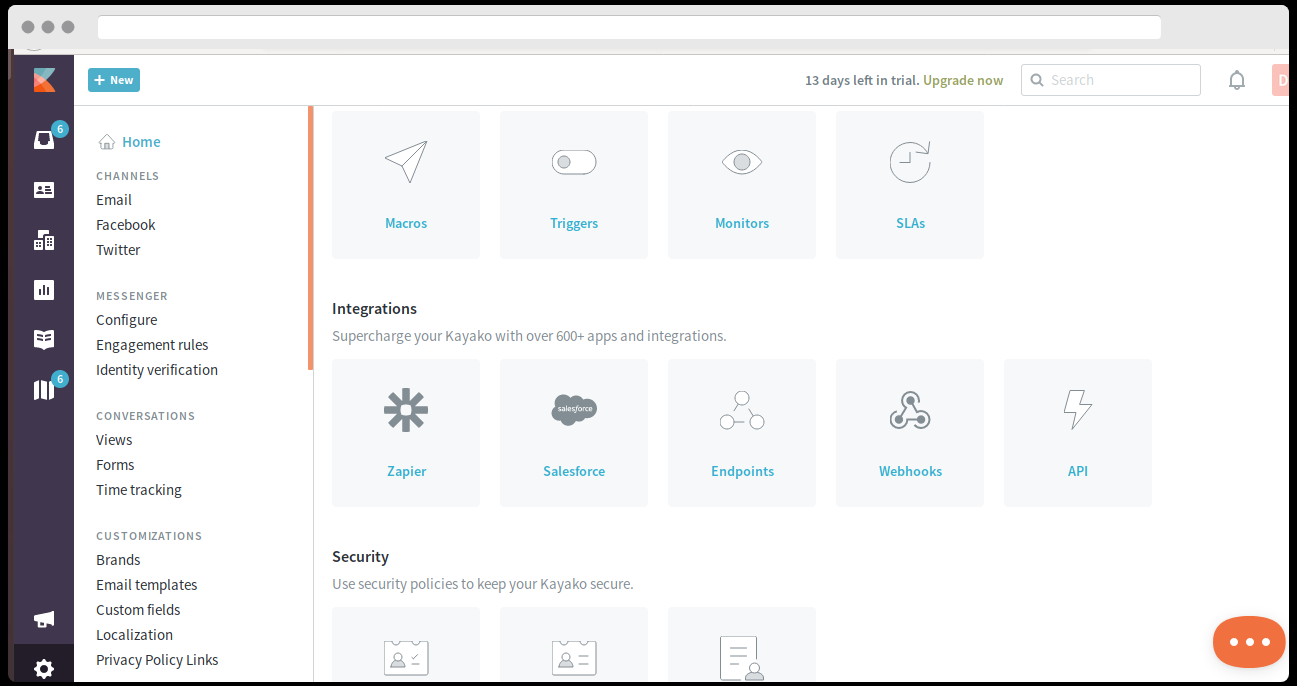 New
13 days left in trial. Upgrade now
Search
D
6
6
Home
CHANNELS
Email
Facebook
Twitter
MESSENGER
Configure
Engagement rules
Identity verification
CONVERSATIONS
Views
Forms
Time tracking
CUSTOMIZATIONS
Brands
Email templates
Custom fields
Localization
Privacy Policy Links
Macros
Triggers
Monitors
SLAs
Integrations
Supercharge your Kayako with over 600+ apps and integrations.
salesforce
Zapier
Salesforce
Endpoints
Webhooks
API
Security
Use security policies to keep your Kayako secure.